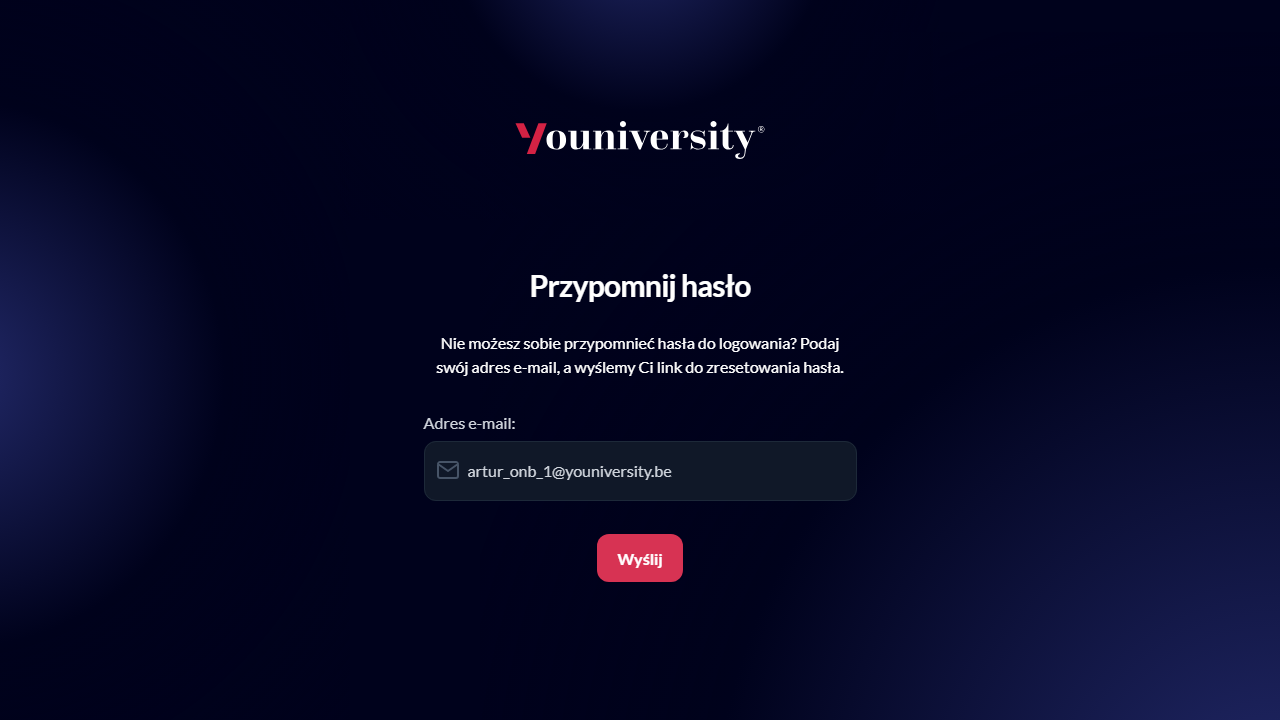 Youniversity®
Przypomnij hasło
Nie możesz sobie przypomnieć hasła do logowania? Podaj
swój adres e-mail, a wyślemy Ci link do zresetowania hasła.
Adres e-mail:
artur_onb_1@youniversity.be
Wyślij